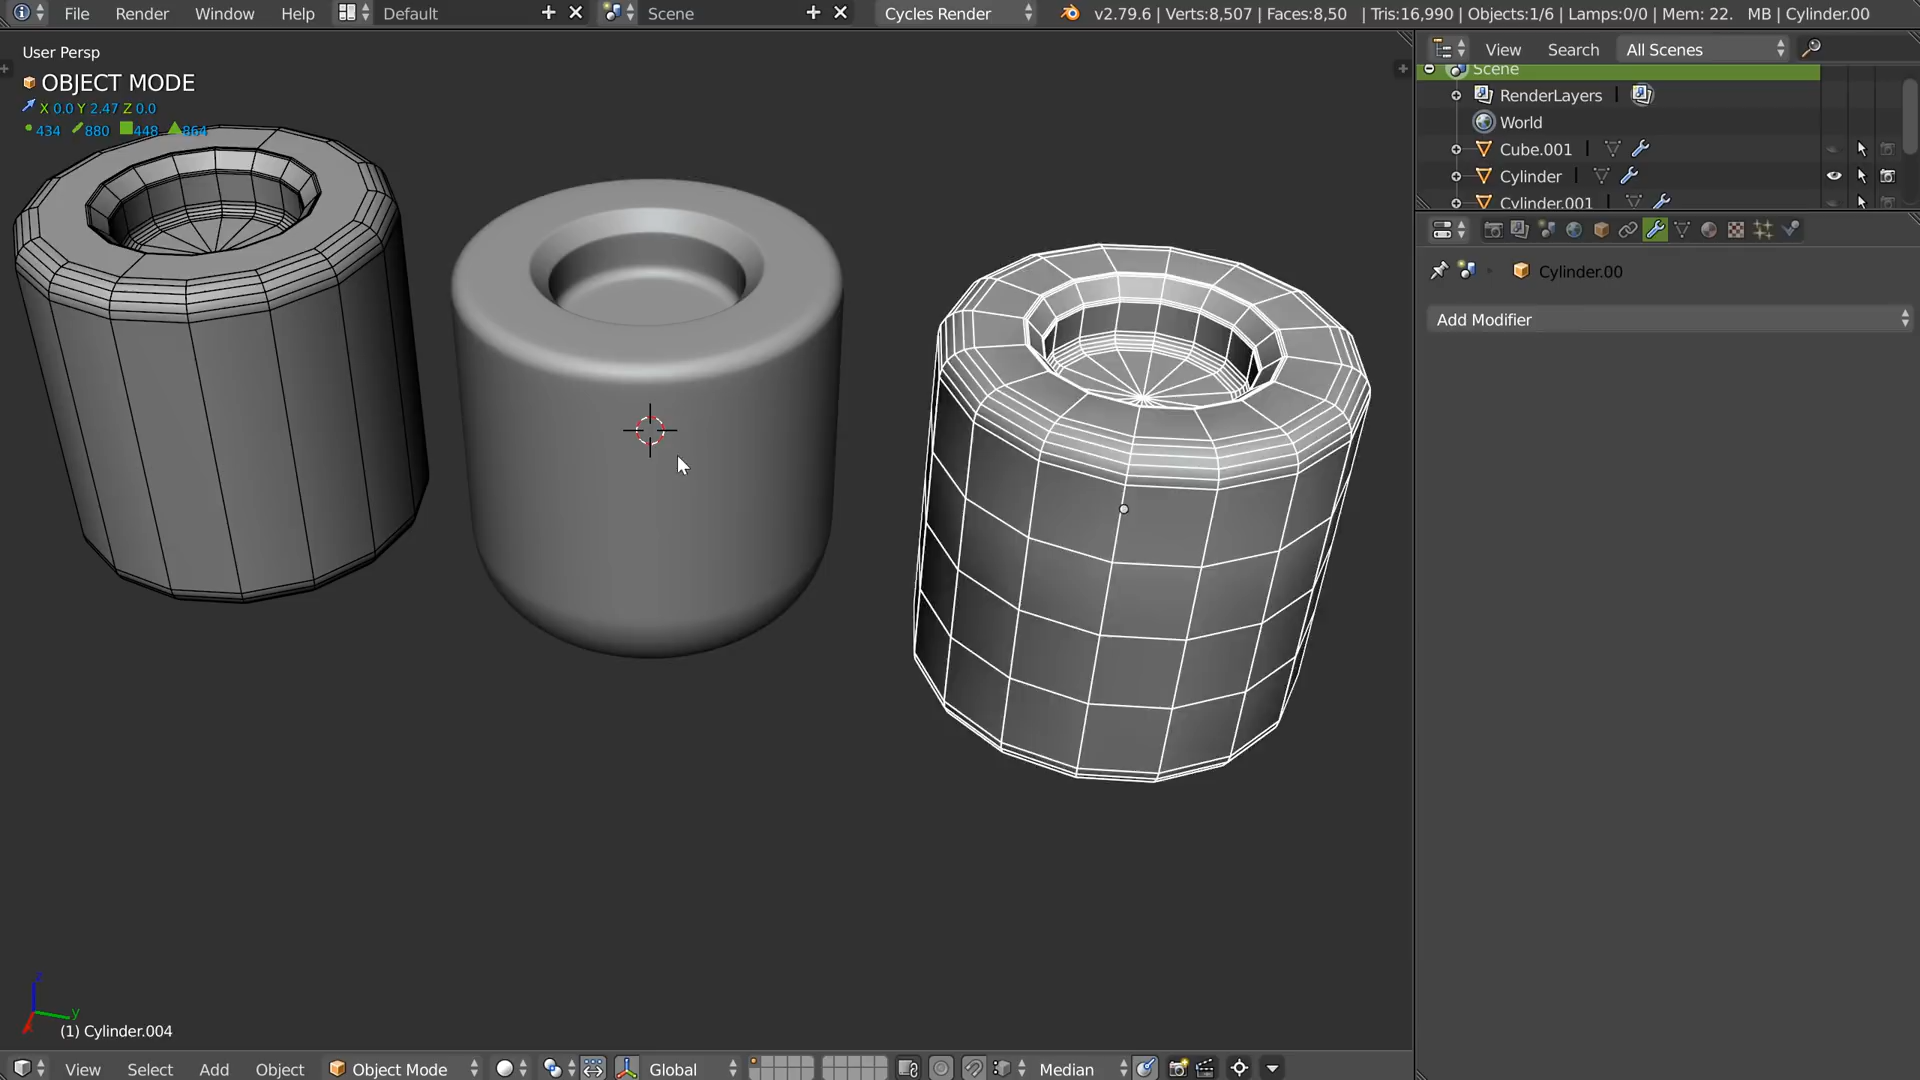 File Render Window Help Default Scene Cycles Render v2.79.6 | Verts:8,507 | Faces:8,50 | Tris:16,990 | Objects:1/6 | Lamps:0/0 | Mem: 22. MB | Cylinder.00
User Persp
OBJECT MODE
X 0.0 Y 2.47 Z 0.0
434 880 448 864
View Search All Scenes
Scene
RenderLayers
World
Cube.001
Cylinder
Cylinder.001
Cylinder.00
Add Modifier
z
y
(1) Cylinder.004
View Select Add Object Object Mode Global Median